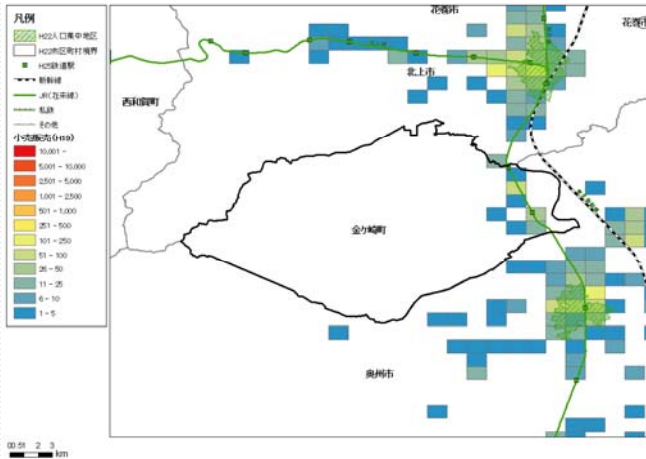 凡例
H22人口集中地区
H22市区町村境界
H25鉄道駅
新幹線
JR(在来線)
私鉄
その他
小売販売(H19)
10,001 -
5,001 - 10,000
2,501 - 5,000
1,001 - 2,500
501 - 1,000
251 - 500
101 - 250
51 - 100
26 - 50
11 - 25
6 - 10
1 - 5
花巻市
花巻市
北上市
西和賀町
金ケ崎町
奥州市
00.51 2 3
km